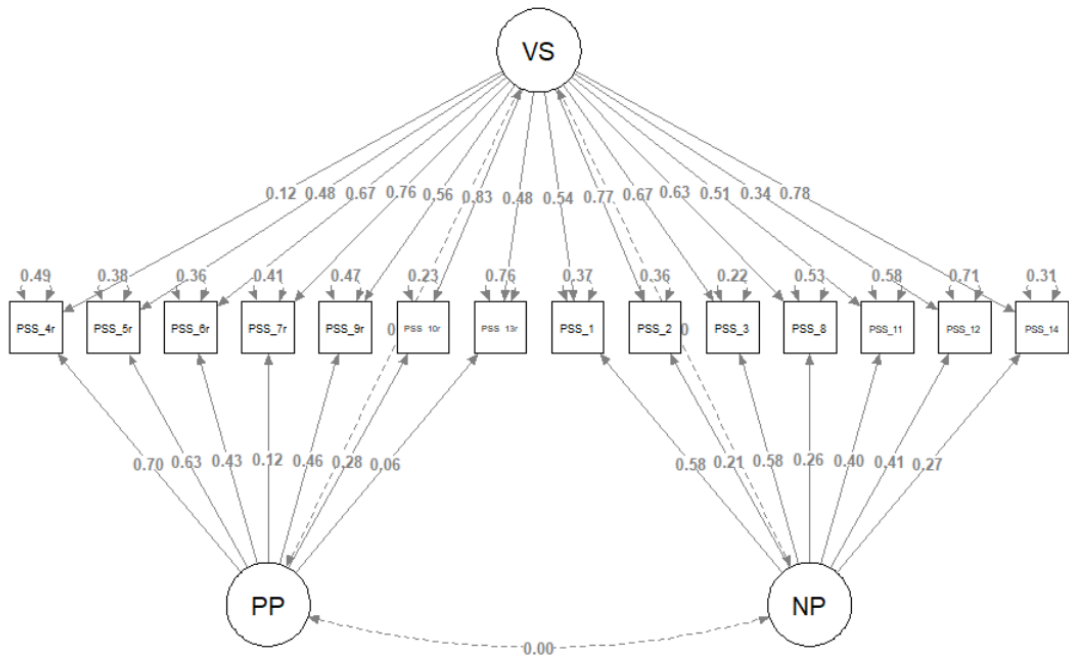 VS
0.12 0.48 0.67 0.76 0.56 0.83 0.48 0.54 0.77 0.67 0.63 0.51 0.34 0.78
0.49 0.38 0.36 0.41 0.47 0.23 0.76 0.37 0.36 0.22 0.53 0.58 0.71 0.31
PSS_4r PSS_5r PSS_6r PSS_7r PSS_9r PSS_10r PSS_13r PSS_1 PSS_2 PSS_3 PSS_8 PSS_11 PSS_12 PSS_14
0.70 0.63 0.43 0.12 0.46 0.28 0.06 0.58 0.21 0.58 0.26 0.40 0.41 0.27
PP NP
0.00